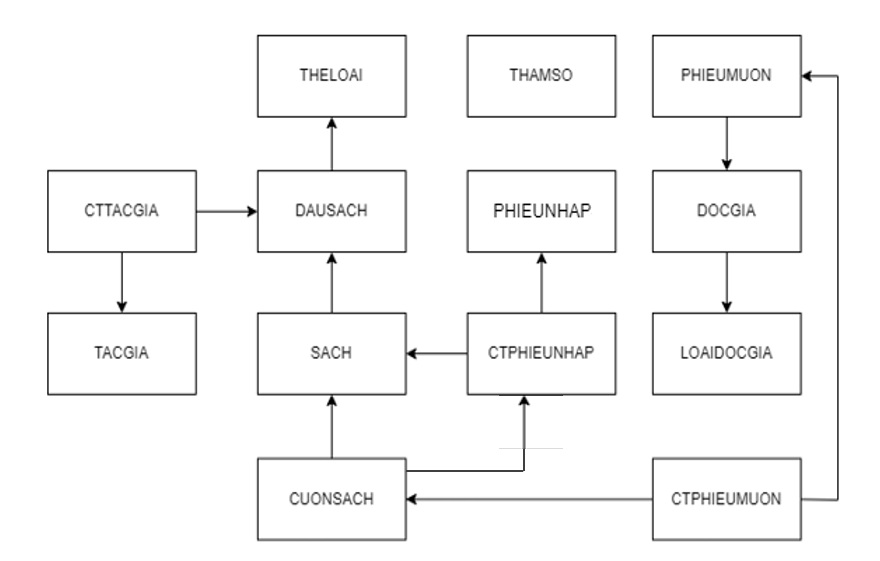 THELOAI
THAMSO
PHIEUMUON
CTTACGIA
DAUSACH
PHIEUNHAP
DOCGIA
TACGIA
SACH
CTPHIEUNHAP
LOAIDOCGIA
CUONSACH
CTPHIEUMUON